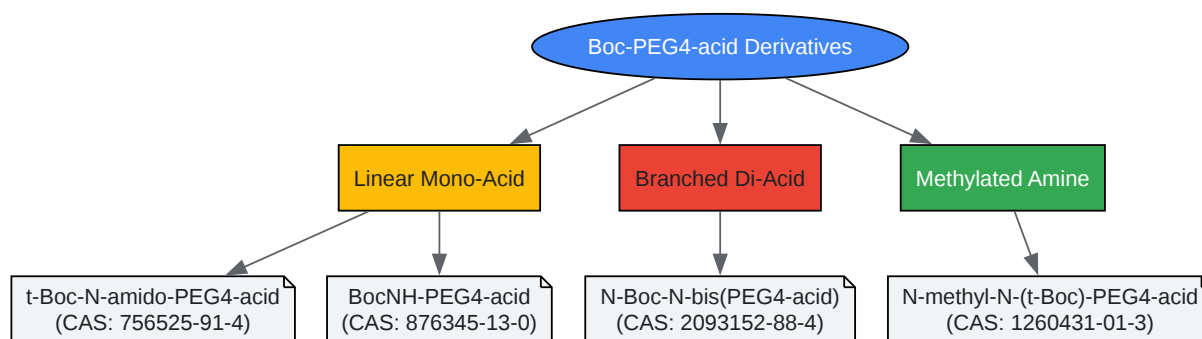 Boc-PEG4-acid Derivatives
Linear Mono-Acid
Branched Di-Acid
Methylated Amine
t-Boc-N-amido-PEG4-acid
(CAS: 756525-91-4)
BocNH-PEG4-acid
(CAS: 876345-13-0)
N-Boc-N-bis(PEG4-acid)
(CAS: 2093152-88-4)
N-methyl-N-(t-Boc)-PEG4-acid
(CAS: 1260431-01-3)